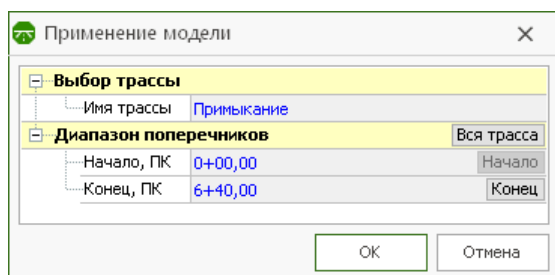 Применение модели
Выбор трассы
Имя трассы Примыкание
Диапазон поперечников Вся трасса
Начало, ПК 0+00,00 Начало
Конец, ПК 6+40,00 Конец
ОК Отмена